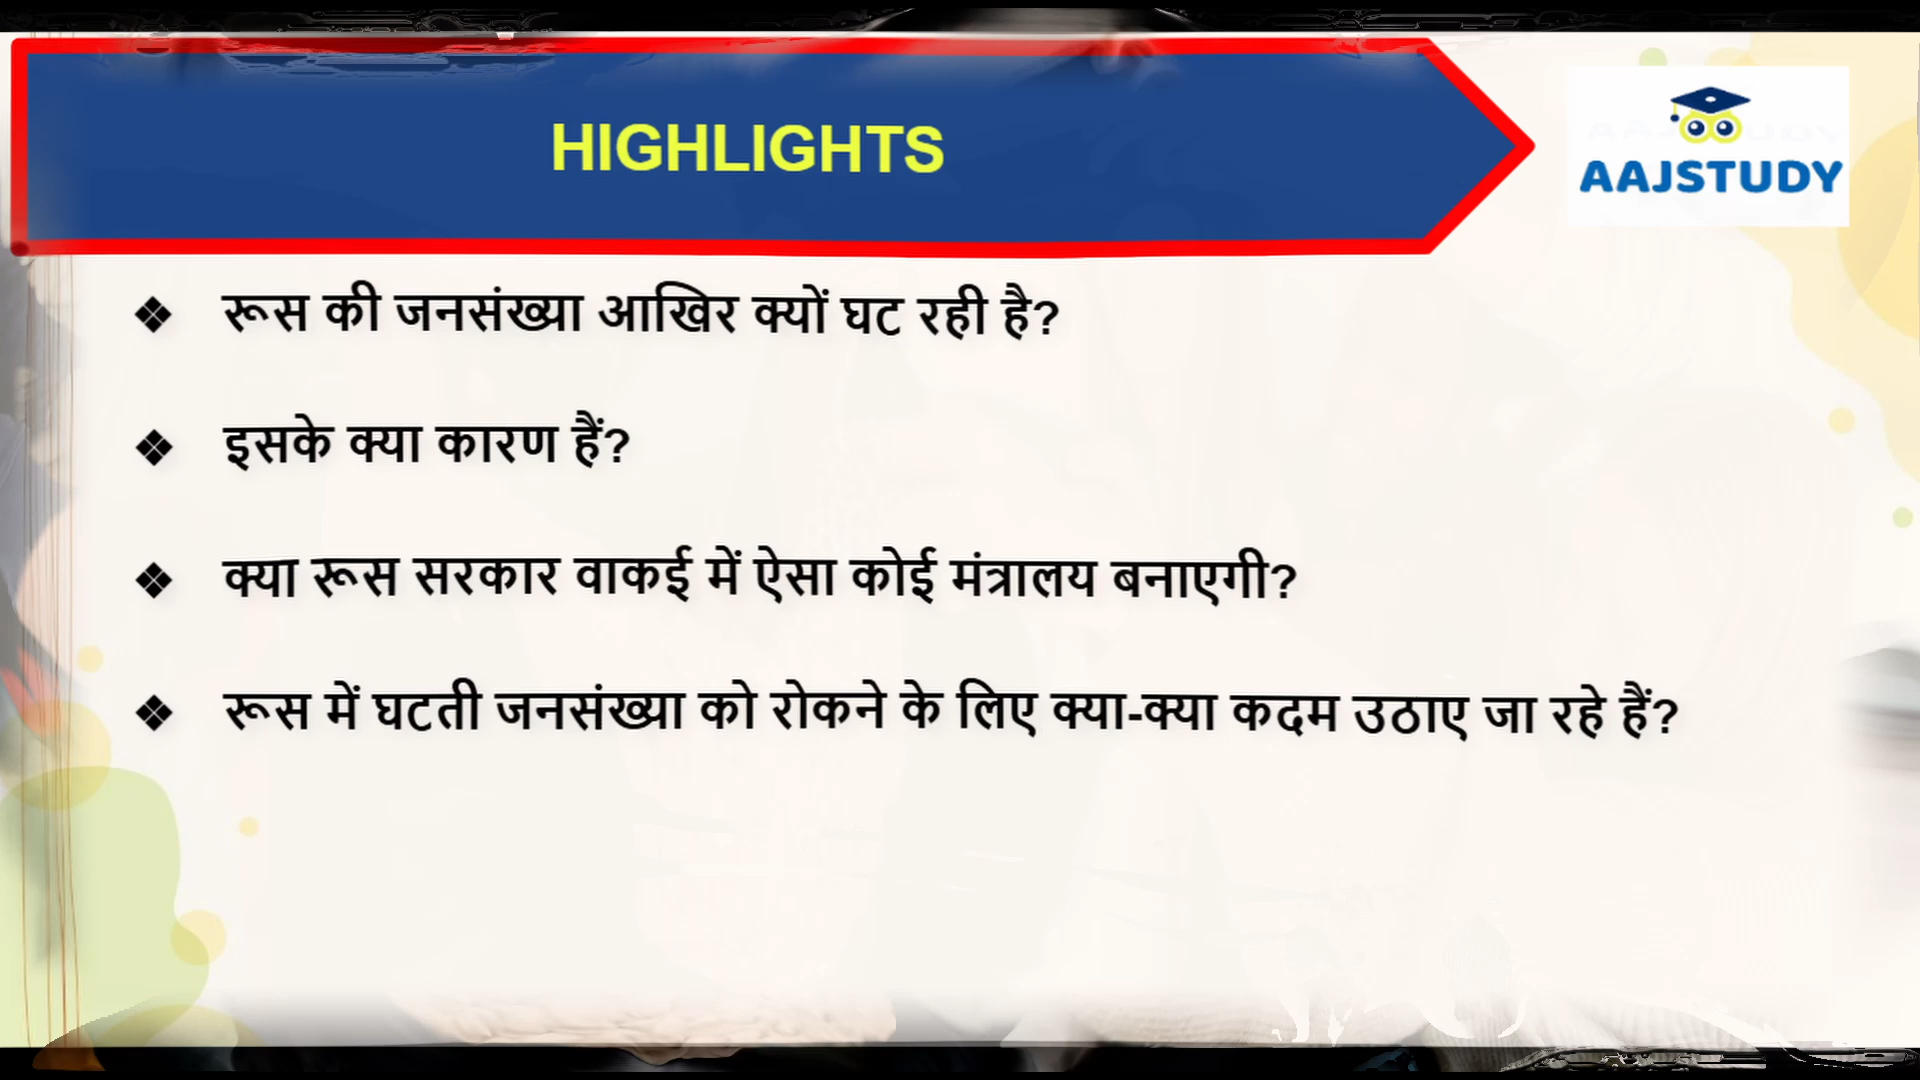 HIGHLIGHTS
AAJSTUDY
❖ रूस की जनसंख्या आखिर क्यों घट रही है?
❖ इसके क्या कारण हैं?
❖ क्या रूस सरकार वाकई में ऐसा कोई मंत्रालय बनाएगी?
❖ रूस में घटती जनसंख्या को रोकने के लिए क्या-क्या कदम उठाए जा रहे हैं?